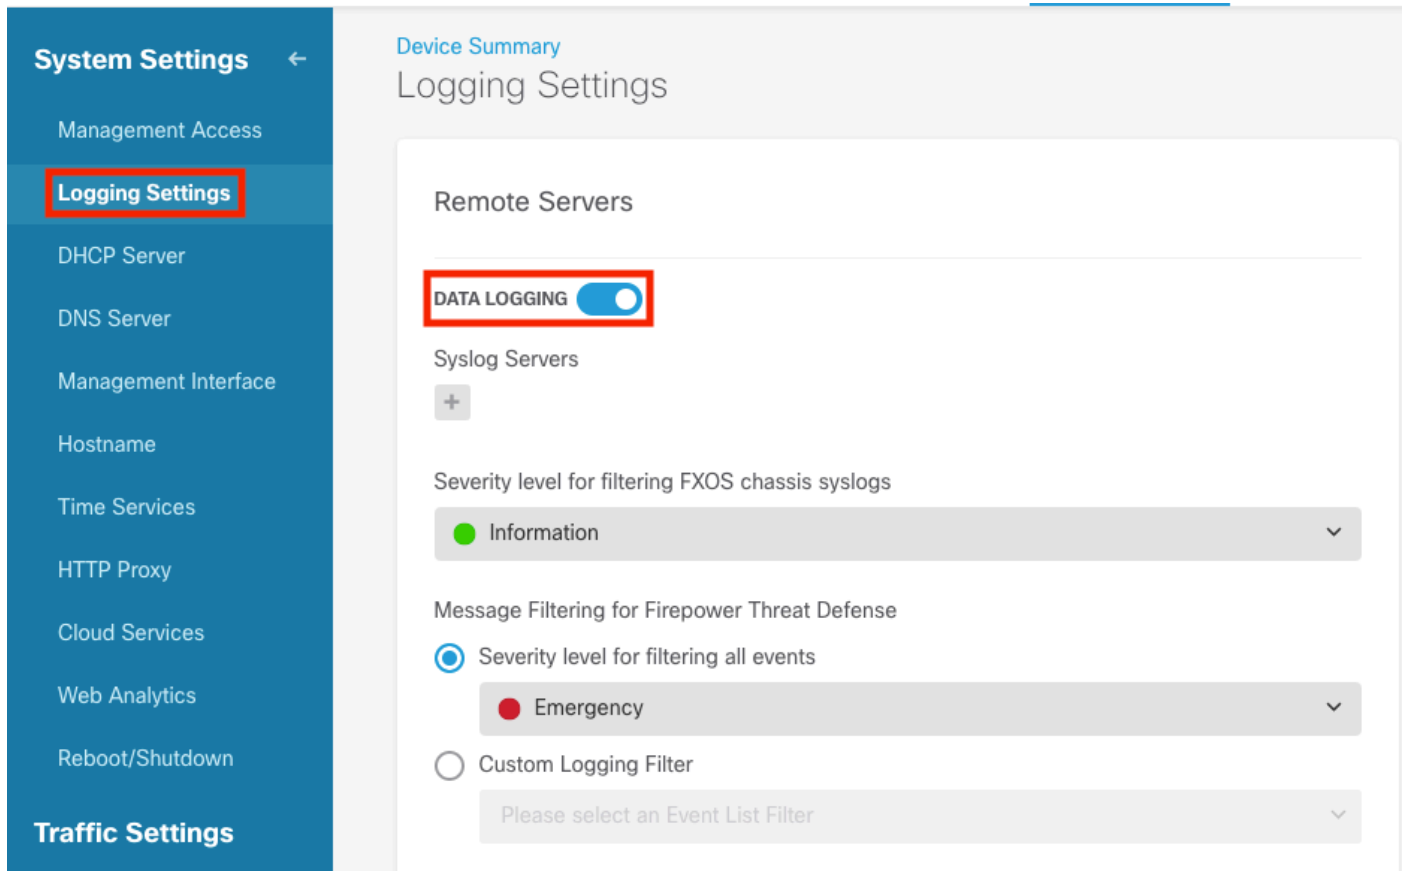 System Settings
Management Access
Logging Settings
DHCP Server
DNS Server
Management Interface
Hostname
Time Services
HTTP Proxy
Cloud Services
Web Analytics
Reboot/Shutdown
Traffic Settings
Device Summary
Logging Settings
Remote Servers
DATA LOGGING
Syslog Servers
Severity level for filtering FXOS chassis syslogs
Information
Message Filtering for Firepower Threat Defense
Severity level for filtering all events
Emergency
Custom Logging Filter
Please select an Event List Filter